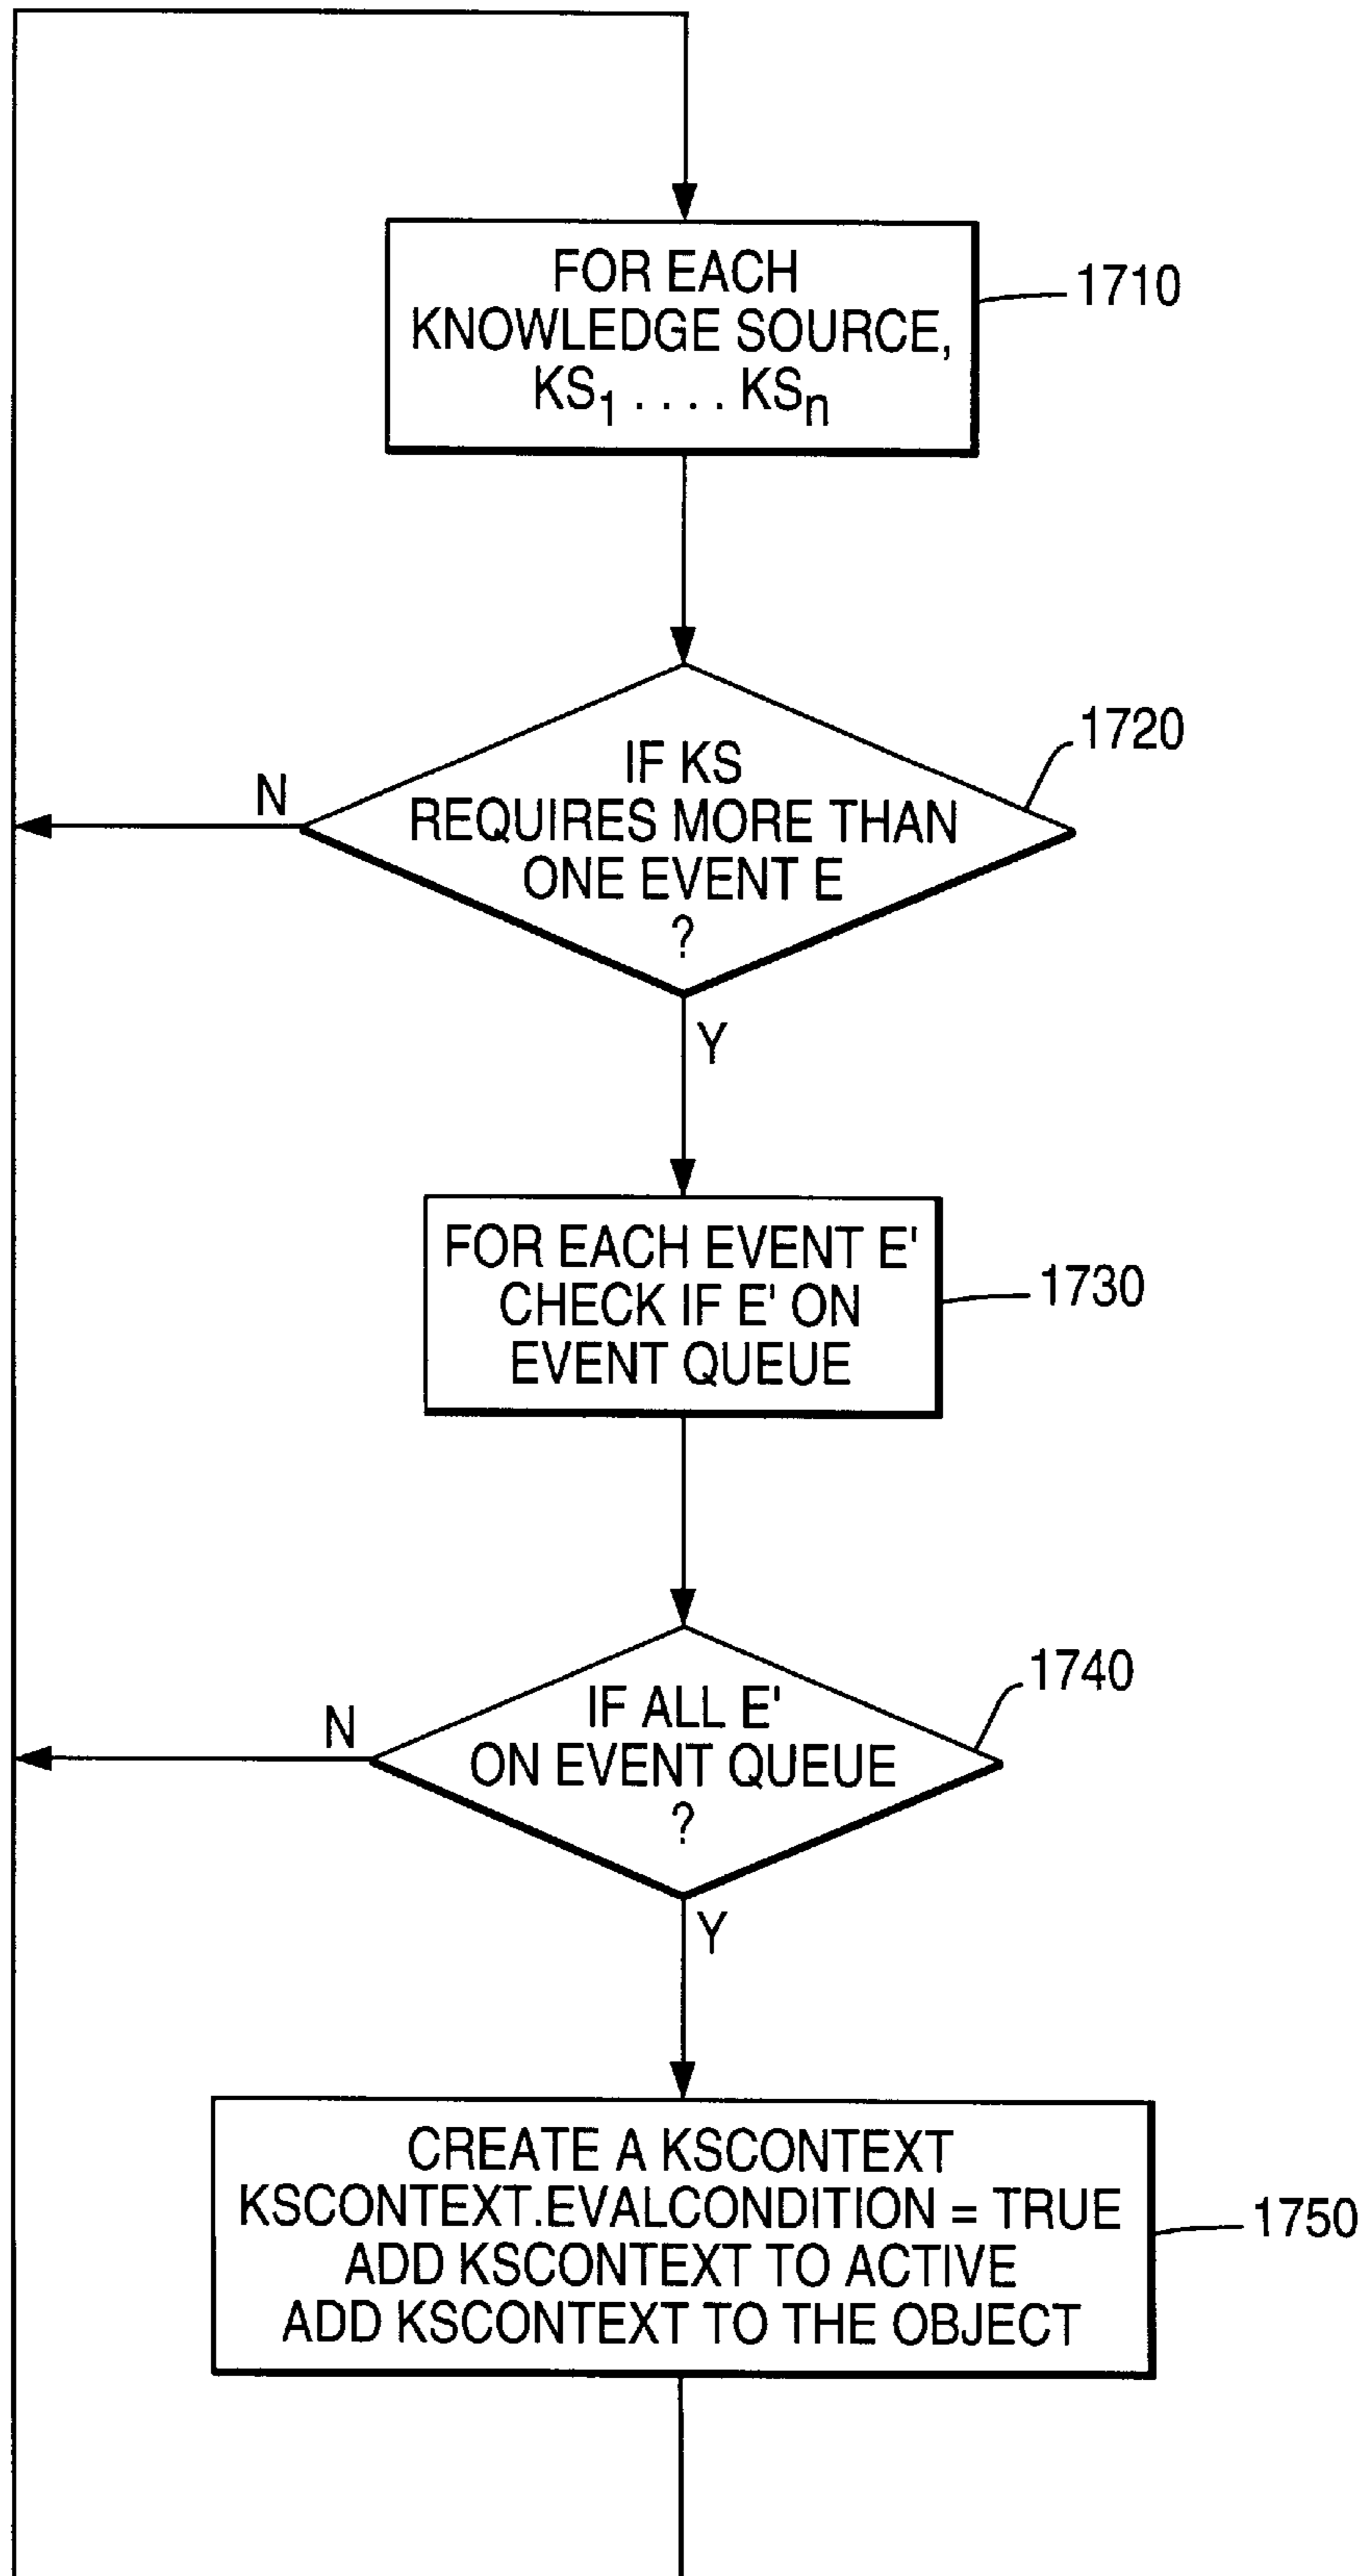 FOR EACH
KNOWLEDGE SOURCE,
KS1 .... KSn
1710
IF KS
REQUIRES MORE THAN
ONE EVENT E
?
1720
N
Y
FOR EACH EVENT E'
CHECK IF E' ON
EVENT QUEUE
1730
IF ALL E'
ON EVENT QUEUE
?
1740
N
Y
CREATE A KSCONTEXT
KSCONTEXT.EVALCONDITION = TRUE
ADD KSCONTEXT TO ACTIVE
ADD KSCONTEXT TO THE OBJECT
1750